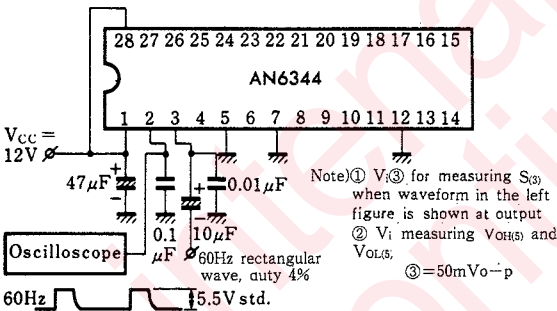 28 27 26 25 24 23 22 21 20 19 18 17 16 15
AN6344
1 2 3 4 5 6 7 8 9 10 11 12 13 14
VCC =
12V
+
47μF
−
+
0.01μF
−
0.1
μF
10μF
Oscilloscope
60Hz rectangular
wave, duty 4%
60Hz
5.5V std.
Note)① Vi③ for measuring S(3)
when waveform in the left
figure is shown at output
② Vi measuring VOH(5) and
VOL(5)
③=50mVo−p